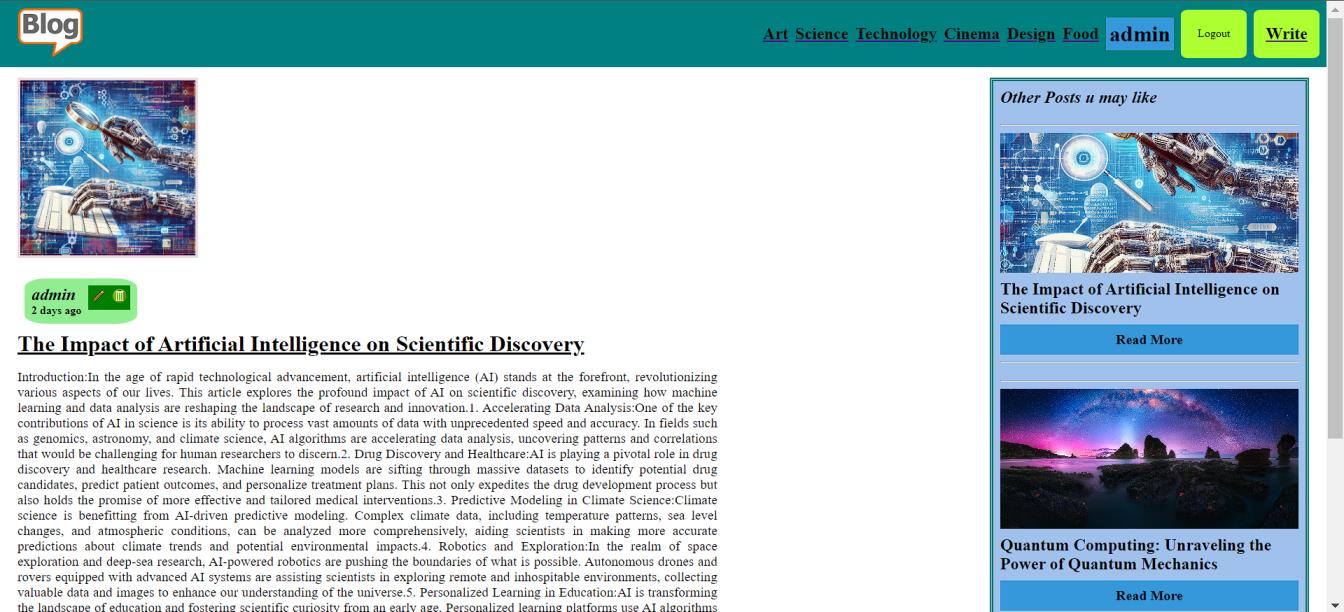 Blog
Art Science Technology Cinema Design Food admin Logout Write
admin
2 days ago
The Impact of Artificial Intelligence on Scientific Discovery
Introduction:In the age of rapid technological advancement, artificial intelligence (AI) stands at the forefront, revolutionizing
various aspects of our lives. This article explores the profound impact of AI on scientific discovery, examining how machine
learning and data analysis are reshaping the landscape of research and innovation.1. Accelerating Data Analysis:One of the key
contributions of AI in science is its ability to process vast amounts of data with unprecedented speed and accuracy. In fields such
as genomics, astronomy, and climate science, AI algorithms are accelerating data analysis, uncovering patterns and correlations
that would be challenging for human researchers to discern.2. Drug Discovery and Healthcare:AI is playing a pivotal role in drug
discovery and healthcare research. Machine learning models are sifting through massive datasets to identify potential drug
candidates, predict patient outcomes, and personalize treatment plans. This not only expedites the drug development process but
also holds the promise of more effective and tailored medical interventions.3. Predictive Modeling in Climate Science:Climate
science is benefitting from AI-driven predictive modeling. Complex climate data, including temperature patterns, sea level
changes, and atmospheric conditions, can be analyzed more comprehensively, aiding scientists in making more accurate
predictions about climate trends and potential environmental impacts.4. Robotics and Exploration:In the realm of space
exploration and deep-sea research, AI-powered robotics are pushing the boundaries of what is possible. Autonomous drones and
rovers equipped with advanced AI systems are assisting scientists in exploring remote and inhospitable environments, collecting
valuable data and images to enhance our understanding of the universe.5. Personalized Learning in Education:AI is transforming
the landscape of education and fostering scientific curiosity from an early age. Personalized learning platforms use AI algorithms
Other Posts u may like
The Impact of Artificial Intelligence on
Scientific Discovery
Read More
Quantum Computing: Unraveling the
Power of Quantum Mechanics
Read More